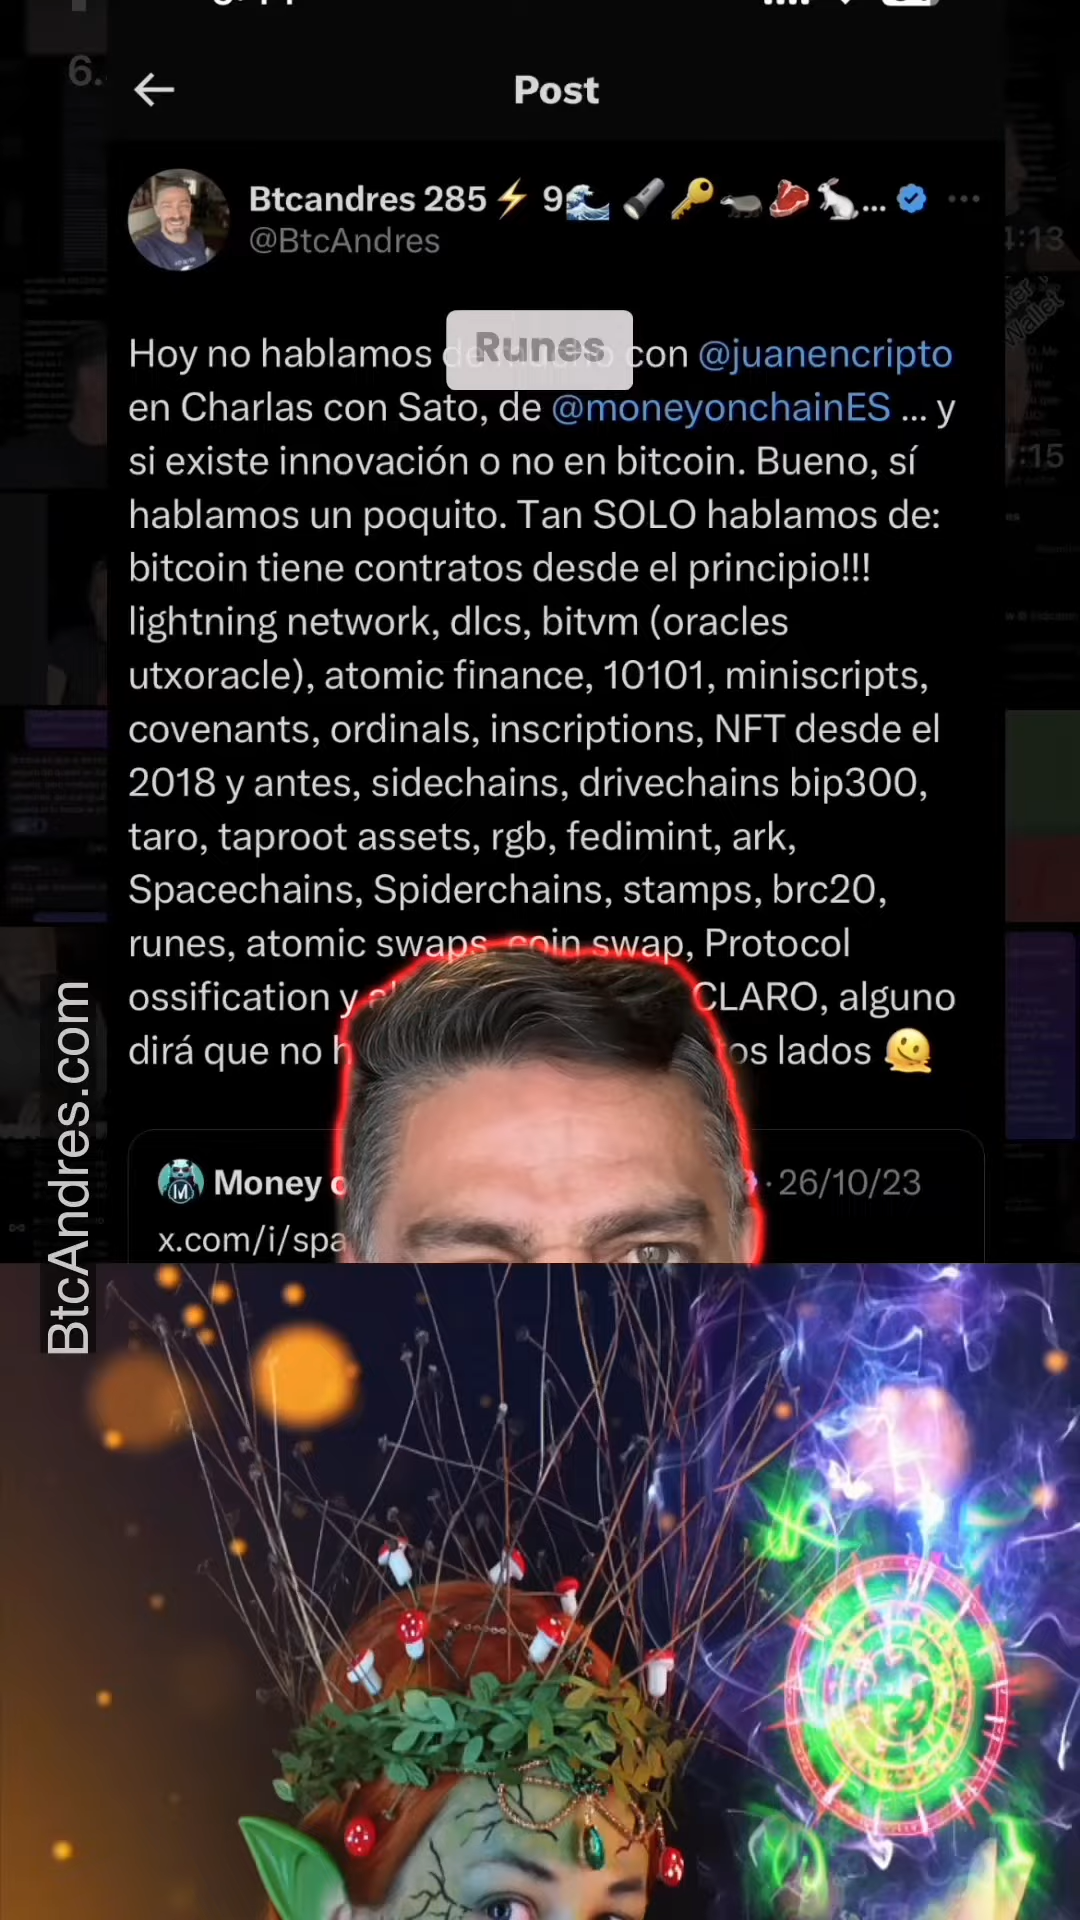 Post
Btcandres 285⚡ 9🌊 🔦 🔑 🦡 🥩 🐇...
@BtcAndres
Runes
Hoy no hablamos de con @juanencripto
en Charlas con Sato, de @moneyonchainES ... y
si existe innovación o no en bitcoin. Bueno, sí
hablamos un poquito. Tan SOLO hablamos de:
bitcoin tiene contratos desde el principio!!!
lightning network, dlcs, bitvm (oracles
utxoracle), atomic finance, 10101, miniscripts,
covenants, ordinals, inscriptions, NFT desde el
2018 y antes, sidechains, drivechains bip300,
taro, taproot assets, rgb, fedimint, ark,
Spacechains, Spiderchains, stamps, brc20,
runes, atomic swaps, coin swap, Protocol
ossification y CLARO, alguno
dirá que no lados 🫠
Money · 26/10/23
x.com/i/spa
BtcAndres.com
4:13
:15